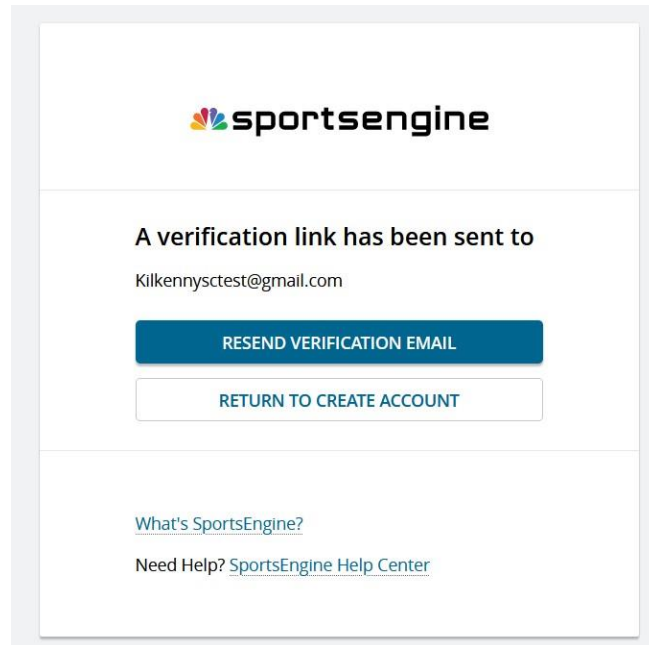 sportsengine
A verification link has been sent to
Kilkennysctest@gmail.com
RESEND VERIFICATION EMAIL
RETURN TO CREATE ACCOUNT
What's SportsEngine?
Need Help? SportsEngine Help Center